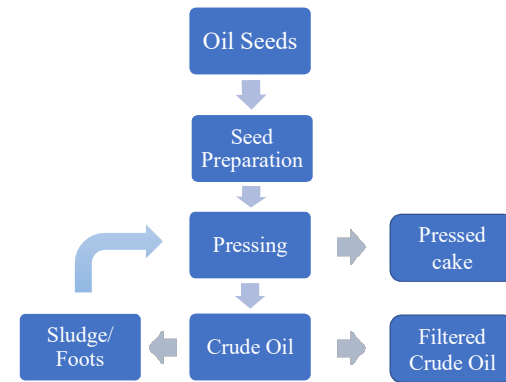 Oil Seeds
Seed
Preparation
Pressing
Pressed
cake
Sludge/
Foots
Crude Oil
Filtered
Crude Oil